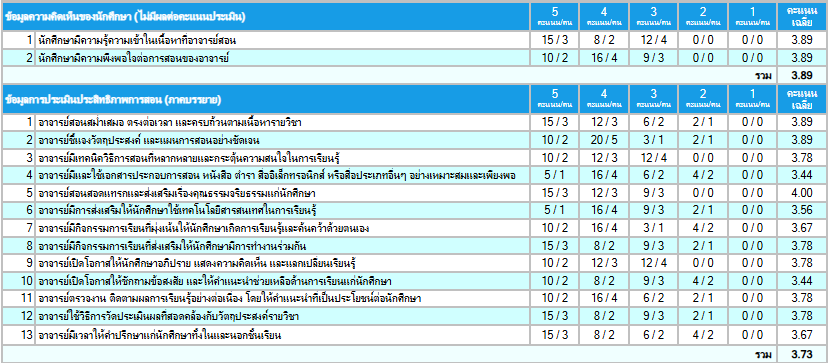 ข้อมูลความคิดเห็นของนักศึกษา (ไม่มีผลต่อคะแนนประเมิน) 5 คะแนน/คน 4 คะแนน/คน 3 คะแนน/คน 2 คะแนน/คน 1 คะแนน/คน คะแนนเฉลี่ย
1 นักศึกษามีความรู้ความเข้าใจในเนื้อหาที่อาจารย์สอน 15 / 3 8 / 2 12 / 4 0 / 0 0 / 0 3.89
2 นักศึกษามีความพึงพอใจต่อการสอนของอาจารย์ 10 / 2 16 / 4 9 / 3 0 / 0 0 / 0 3.89
รวม 3.89
ข้อมูลการประเมินประสิทธิภาพการสอน (ภาคบรรยาย) 5 คะแนน/คน 4 คะแนน/คน 3 คะแนน/คน 2 คะแนน/คน 1 คะแนน/คน คะแนนเฉลี่ย
1 อาจารย์สอนสม่ำเสมอ ตรงต่อเวลา และครบถ้วนตามเนื้อหารายวิชา 15 / 3 12 / 3 6 / 2 2 / 1 0 / 0 3.89
2 อาจารย์ชี้แจงวัตถุประสงค์ และแผนการสอนอย่างชัดเจน 10 / 2 20 / 5 3 / 1 2 / 1 0 / 0 3.89
3 อาจารย์มีเทคนิควิธีการสอนที่หลากหลายและกระตุ้นความสนใจในการเรียนรู้ 10 / 2 12 / 3 12 / 4 0 / 0 0 / 0 3.78
4 อาจารย์มีและใช้เอกสารประกอบการสอน หนังสือ ตำรา สื่ออิเล็กทรอนิกส์ หรือสื่อประเภทอื่นๆ อย่างเหมาะสมและเพียงพอ 5 / 1 16 / 4 6 / 2 4 / 2 0 / 0 3.44
5 อาจารย์สอนสอดแทรกและส่งเสริมเรื่องคุณธรรมจริยธรรมแก่นักศึกษา 15 / 3 12 / 3 9 / 3 0 / 0 0 / 0 4.00
6 อาจารย์มีการส่งเสริมให้นักศึกษาใช้เทคโนโลยีสารสนเทศในการเรียนรู้ 5 / 1 16 / 4 9 / 3 2 / 1 0 / 0 3.56
7 อาจารย์มีกิจกรรมการเรียนที่มุ่งเน้นให้นักศึกษาเกิดการเรียนรู้และค้นคว้าด้วยตนเอง 10 / 2 16 / 4 3 / 1 4 / 2 0 / 0 3.67
8 อาจารย์มีกิจกรรมการเรียนที่ส่งเสริมให้นักศึกษามีการทำงานร่วมกัน 15 / 3 8 / 2 9 / 3 2 / 1 0 / 0 3.78
9 อาจารย์เปิดโอกาสให้นักศึกษาอภิปราย แสดงความคิดเห็น และแลกเปลี่ยนเรียนรู้ 10 / 2 12 / 3 12 / 4 0 / 0 0 / 0 3.78
10 อาจารย์เปิดโอกาสให้ซักถามข้อสงสัย และให้คำแนะนำช่วยเหลือด้านการเรียนแก่นักศึกษา 10 / 2 8 / 2 9 / 3 4 / 2 0 / 0 3.44
11 อาจารย์ตรวจงาน ติดตามผลการเรียนรู้อย่างต่อเนื่อง โดยให้คำแนะนำที่เป็นประโยชน์ต่อนักศึกษา 10 / 2 16 / 4 6 / 2 2 / 1 0 / 0 3.78
12 อาจารย์ใช้วิธีการวัดประเมินผลที่สอดคล้องกับวัตถุประสงค์รายวิชา 15 / 3 8 / 2 9 / 3 2 / 1 0 / 0 3.78
13 อาจารย์มีเวลาให้คำปรึกษาแก่นักศึกษาทั้งในและนอกชั้นเรียน 15 / 3 8 / 2 6 / 2 4 / 2 0 / 0 3.67
รวม 3.73